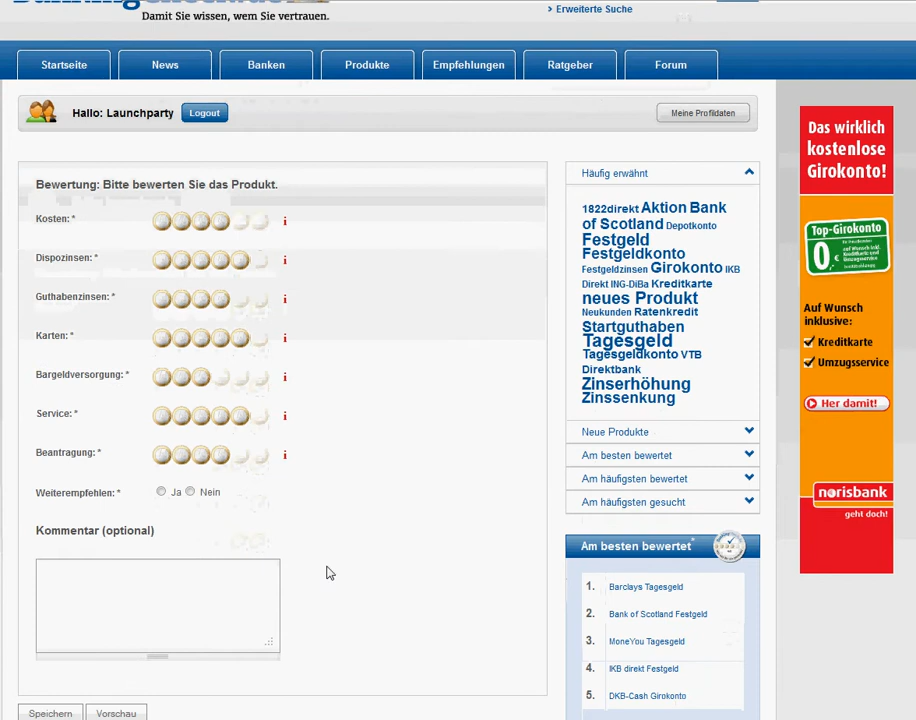 Damit Sie wissen, wem Sie vertrauen.
> Erweiterte Suche
Startseite
News
Banken
Produkte
Empfehlungen
Ratgeber
Forum
Hallo: Launchparty
Logout
Meine Profildaten
Bewertung: Bitte bewerten Sie das Produkt.
Kosten: *
i
Dispozinsen: *
i
Guthabenzinsen: *
i
Karten: *
i
Bargeldversorgung: *
i
Service: *
i
Beantragung: *
i
Weiterempfehlen: *
Ja
Nein
Kommentar (optional)
Speichern
Vorschau
Häufig erwähnt
1822direkt Aktion Bank
of Scotland Depotkonto
Festgeld
Festgeldkonto
Festgeldzinsen Girokonto IKB
Direkt ING-DiBa Kreditkarte
neues Produkt
Neukunden Ratenkredit
Startguthaben
Tagesgeld
Tagesgeldkonto VTB
Direktbank
Zinserhöhung
Zinssenkung
Neue Produkte
Am besten bewertet
Am häufigsten bewertet
Am häufigsten gesucht
Am besten bewertet*
1. Barclays Tagesgeld
2. Bank of Scotland Festgeld
3. MoneYou Tagesgeld
4. IKB direkt Festgeld
5. DKB-Cash Girokonto
Das wirklich
kostenlose
Girokonto!
Top-Girokonto
0,- €
Auf Wunsch
inklusive:
Kreditkarte
Umzugsservice
Her damit!
norisbank
geht doch!